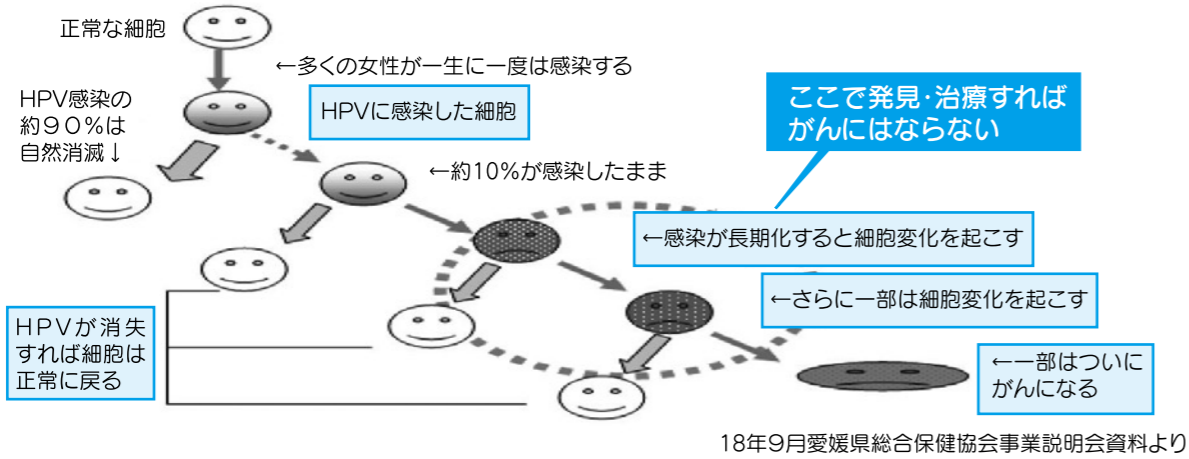 正常な細胞
←多くの女性が一生に一度は感染する
HPV感染の
約90%は
自然消滅↓
HPVに感染した細胞
ここで発見・治療すれば
がんにはならない
←約10%が感染したまま
←感染が長期化すると細胞変化を起こす
←さらに一部は細胞変化を起こす
HPVが消失
すれば細胞は
正常に戻る
←一部はついに
がんになる
18年9月愛媛県総合保健協会事業説明会資料より